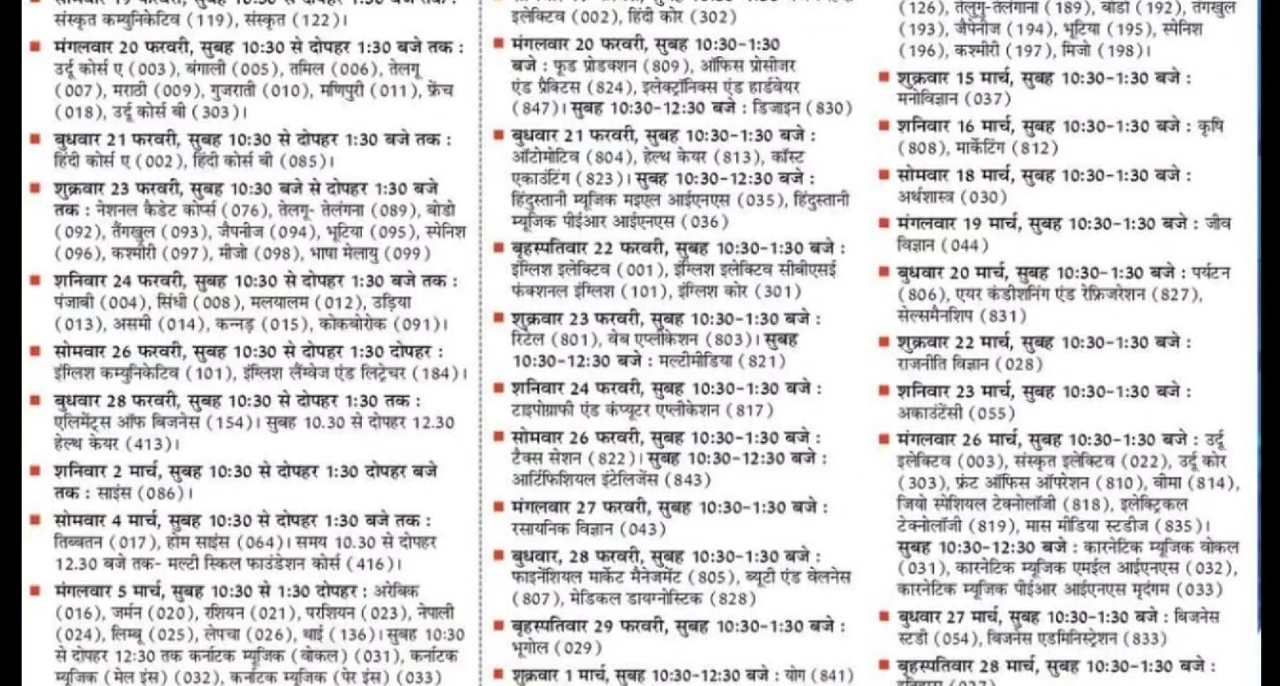 संस्कृत कम्युनिकेटिव (119), संस्कृत (122)।
मंगलवार 20 फरवरी, सुबह 10:30 से दोपहर 1:30 बजे तक :
उर्दू कोर्स ए (003), बंगाली (005), तमिल (006), तेलगू
(007), मराठी (009), गुजराती (010), मणिपुरी (011), फ्रेंच
(018), उर्दू कोर्स बी (303)।
बुधवार 21 फरवरी, सुबह 10:30 से दोपहर 1:30 बजे तक :
हिंदी कोर्स ए (002), हिंदी कोर्स बी (085)।
शुक्रवार 23 फरवरी, सुबह 10:30 बजे से दोपहर 1:30 बजे
तक : नेशनल कैडेट कोर्प्स (076), तेलगू- तेलंगना (089), बोडो
(092), तैंगखुल (093), जैपनीज (094), भूटिया (095), स्पेनिश
(096), कश्मीरी (097), मीजो (098), भाषा मेलायु (099)
शनिवार 24 फरवरी, सुबह 10:30 से दोपहर 1:30 बजे तक :
पंजाबी (004), सिंधी (008), मलयालम (012), उड़िया
(013), असमी (014), कन्नड़ (015), कोकबोरोक (091)।
सोमवार 26 फरवरी, सुबह 10:30 से दोपहर 1:30 दोपहर :
इंग्लिश कम्युनिकेटिव (101), इंग्लिश लैंग्वेज एंड लिट्रेचर (184)।
बुधवार 28 फरवरी, सुबह 10:30 से दोपहर 1:30 तक :
एलिमेंट्स ऑफ बिजनेस (154)। सुबह 10.30 से दोपहर 12.30
हेल्थ केयर (413)।
शनिवार 2 मार्च, सुबह 10:30 से दोपहर 1:30 दोपहर बजे
तक : साइंस (086)।
सोमवार 4 मार्च, सुबह 10:30 से दोपहर 1:30 बजे तक :
तिब्बतन (017), होम साइंस (064)। समय 10.30 से दोपहर
12.30 बजे तक- मल्टी स्किल फाउंडेशन कोर्स (416)।
मंगलवार 5 मार्च, सुबह 10:30 से 1:30 दोपहर : अरेबिक
(016), जर्मन (020), रशियन (021), परशियन (023), नेपाली
(024), लिम्बू (025), लेपचा (026), थाई (136)। सुबह 10:30
से दोपहर 12:30 तक कर्नाटक म्यूजिक (वोकल) (031), कर्नाटक
म्यूजिक (मेल इंस) (032), कर्नाटक म्यूजिक (पेर इंस) (033)
इलेक्टिव (002), हिंदी कोर (302)
मंगलवार 20 फरवरी, सुबह 10:30-1:30
बजे : फूड प्रोडक्शन (809), ऑफिस प्रोसीजर
एंड प्रैक्टिस (824), इलेक्ट्रॉनिक्स एंड हार्डवेयर
(847)। सुबह 10:30-12:30 बजे : डिजाइन (830)
बुधवार 21 फरवरी, सुबह 10:30-1:30 बजे :
ऑटोमोटिव (804), हेल्थ केयर (813), कॉस्ट
एकाउंटिंग (823)। सुबह 10:30-12:30 बजे :
हिंदुस्तानी म्यूजिक मइएल आईएनएस (035), हिंदुस्तानी
म्यूजिक पीईआर आईएनएस (036)
बृहस्पतिवार 22 फरवरी, सुबह 10:30-1:30 बजे :
इंग्लिश इलेक्टिव (001), इंग्लिश इलेक्टिव सीबीएसई
फंक्शनल इंग्लिश (101), इंग्लिश कोर (301)
शुक्रवार 23 फरवरी, सुबह 10:30-1:30 बजे :
रिटेल (801), वेब एप्लीकेशन (803)। सुबह
10:30-12:30 बजे : मल्टीमीडिया (821)
शनिवार 24 फरवरी, सुबह 10:30-1:30 बजे :
टाइपोग्राफी एंड कंप्यूटर एप्लीकेशन (817)
सोमवार 26 फरवरी, सुबह 10:30-1:30 बजे :
टैक्स सेशन (822)। सुबह 10:30-12:30 बजे :
आर्टिफिशियल इंटेलिजेंस (843)
मंगलवार 27 फरवरी, सुबह 10:30-1:30 बजे :
रसायनिक विज्ञान (043)
बुधवार, 28 फरवरी, सुबह 10:30-1:30 बजे :
फाइनेंशियल मार्केट मैनेजमेंट (805), ब्यूटी एंड वेलनेस
(807), मेडिकल डायग्नोस्टिक (828)
बृहस्पतिवार 29 फरवरी, सुबह 10:30-1:30 बजे :
भूगोल (029)
शुक्रवार 1 मार्च, सुबह 10:30-12:30 बजे : योग (841)
(126), तेलुगु-तेलंगाना (189), बोडो (192), तंगखुल
(193), जैपनीज (194), भूटिया (195), स्पेनिश
(196), कश्मीरी (197), मिजो (198)।
शुक्रवार 15 मार्च, सुबह 10:30-1:30 बजे :
मनोविज्ञान (037)
शनिवार 16 मार्च, सुबह 10:30-1:30 बजे : कृषि
(808), मार्केटिंग (812)
सोमवार 18 मार्च, सुबह 10:30-1:30 बजे :
अर्थशास्त्र (030)
मंगलवार 19 मार्च, सुबह 10:30-1:30 बजे : जीव
विज्ञान (044)
बुधवार 20 मार्च, सुबह 10:30-1:30 बजे : पर्यटन
(806), एयर कंडीशनिंग एंड रेफ्रिजरेशन (827),
सेल्समैनशिप (831)
शुक्रवार 22 मार्च, सुबह 10:30-1:30 बजे :
राजनीति विज्ञान (028)
शनिवार 23 मार्च, सुबह 10:30-1:30 बजे :
अकाउंटेंसी (055)
मंगलवार 26 मार्च, सुबह 10:30-1:30 बजे : उर्दू
इलेक्टिव (003), संस्कृत इलेक्टिव (022), उर्दू कोर
(303), फ्रंट ऑफिस ऑपरेशन (810), बीमा (814),
जियो स्पेशियल टेक्नोलॉजी (818), इलेक्ट्रिकल
टेक्नोलॉजी (819), मास मीडिया स्टडीज (835)।
सुबह 10:30-12:30 बजे : कारनेटिक म्यूजिक वोकल
(031), कारनेटिक म्यूजिक एमईल आईएनएस (032),
कारनेटिक म्यूजिक पीईआर आईएनएस मृदंगम (033)
बुधवार 27 मार्च, सुबह 10:30-1:30 बजे : बिजनेस
स्टडी (054), बिजनेस एडमिनिस्ट्रेशन (833)
बृहस्पतिवार 28 मार्च, सुबह 10:30-1:30 बजे :